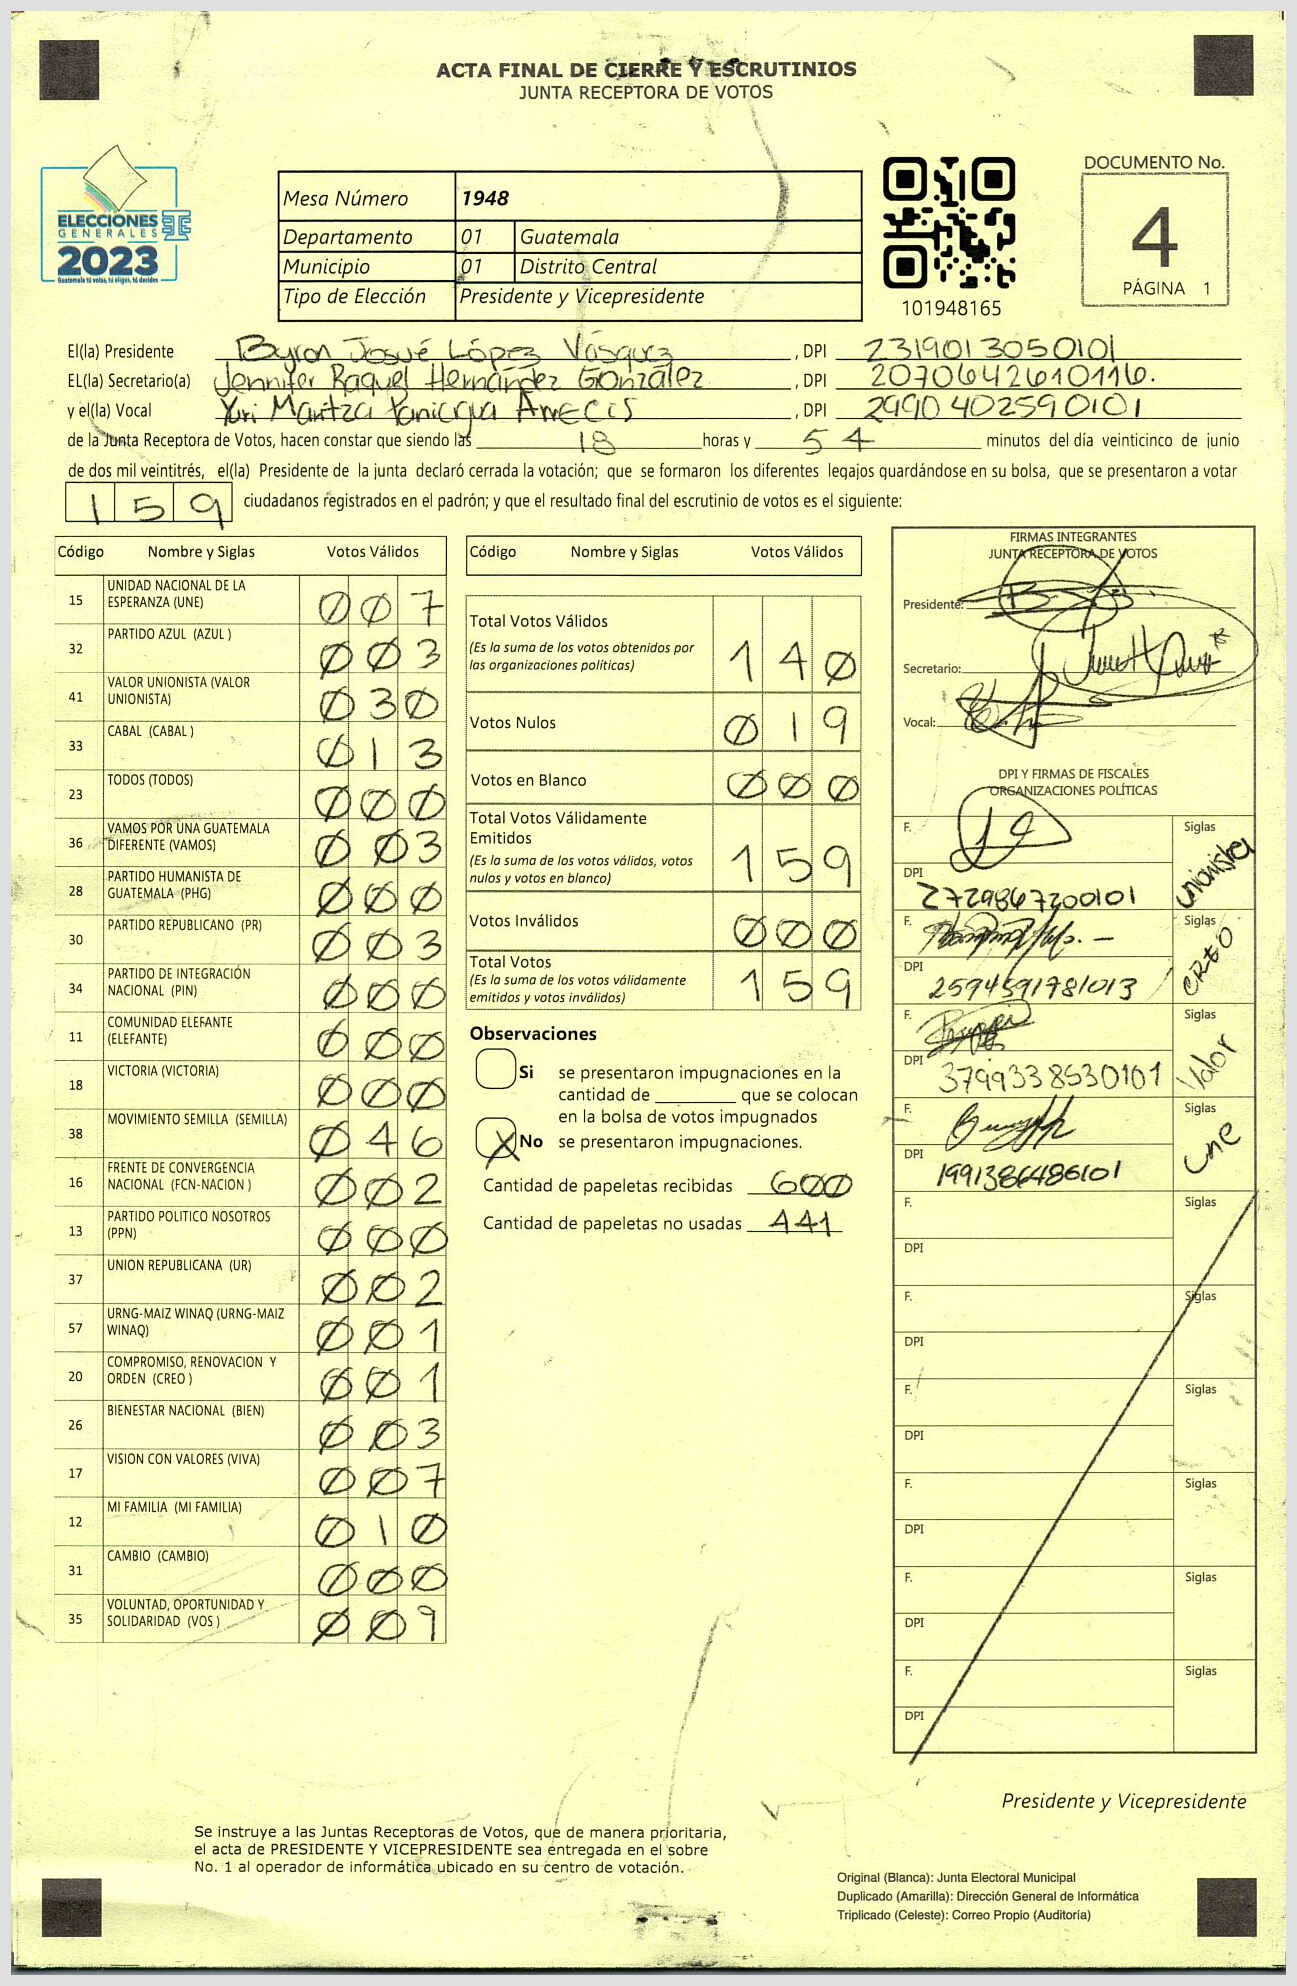 ACTA FINAL DE CIERRE Y ESCRUTINIOS
JUNTA RECEPTORA DE VOTOS
ELECCIONES
GENERALES
2023
Guatemala tú votas, tú eliges, tú decides
Mesa Número 1948
Departamento 01 Guatemala
Municipio 01 Distrito Central
Tipo de Elección Presidente y Vicepresidente
101948165
DOCUMENTO No.
4
PÁGINA 1
El(la) Presidente Byron Josué López Vásquez , DPI 2319013050101
EL(la) Secretario(a) Jennifer Raquel Hernández González , DPI 2070642610116.
y el(la) Vocal Yuri Maritza Paniagua , DPI 2990402590101
de la Junta Receptora de Votos, hacen constar que siendo las 18 horas y 54 minutos del día veinticinco de junio
de dos mil veintitrés, el(la) Presidente de la junta declaró cerrada la votación; que se formaron los diferentes legajos guardándose en su bolsa, que se presentaron a votar
159 ciudadanos registrados en el padrón; y que el resultado final del escrutinio de votos es el siguiente:
Código Nombre y Siglas Votos Válidos
15 UNIDAD NACIONAL DE LA ESPERANZA (UNE) 007
32 PARTIDO AZUL (AZUL ) 003
41 VALOR UNIONISTA (VALOR UNIONISTA) 030
33 CABAL (CABAL ) 013
23 TODOS (TODOS) 000
36 VAMOS POR UNA GUATEMALA DIFERENTE (VAMOS) 003
28 PARTIDO HUMANISTA DE GUATEMALA (PHG) 000
30 PARTIDO REPUBLICANO (PR) 003
34 PARTIDO DE INTEGRACIÓN NACIONAL (PIN) 000
11 COMUNIDAD ELEFANTE (ELEFANTE) 000
18 VICTORIA (VICTORIA) 000
38 MOVIMIENTO SEMILLA (SEMILLA) 046
16 FRENTE DE CONVERGENCIA NACIONAL (FCN-NACION ) 002
13 PARTIDO POLITICO NOSOTROS (PPN) 000
37 UNION REPUBLICANA (UR) 002
57 URNG-MAIZ WINAQ (URNG-MAIZ WINAQ) 001
20 COMPROMISO, RENOVACION Y ORDEN (CREO ) 001
26 BIENESTAR NACIONAL (BIEN) 003
17 VISION CON VALORES (VIVA) 007
12 MI FAMILIA (MI FAMILIA) 010
31 CAMBIO (CAMBIO) 000
35 VOLUNTAD, OPORTUNIDAD Y SOLIDARIDAD (VOS ) 009
Código Nombre y Siglas Votos Válidos
Total Votos Válidos 140
(Es la suma de los votos obtenidos por
las organizaciones políticas)
Votos Nulos 019
Votos en Blanco 000
Total Votos Válidamente
Emitidos 159
(Es la suma de los votos válidos, votos
nulos y votos en blanco)
Votos Inválidos 000
Total Votos 159
(Es la suma de los votos válidamente
emitidos y votos inválidos)
Observaciones
Si se presentaron impugnaciones en la
cantidad de ________ que se colocan
en la bolsa de votos impugnados
X No se presentaron impugnaciones.
Cantidad de papeletas recibidas 600
Cantidad de papeletas no usadas 441
FIRMAS INTEGRANTES
JUNTA RECEPTORA DE VOTOS
Presidente:
Secretario:
Vocal:
DPI Y FIRMAS DE FISCALES
ORGANIZACIONES POLÍTICAS
F. Siglas unionista
DPI 2729867200101
F. Siglas CREO
DPI 2594591781013
F. Siglas Valor
DPI 3799338530101
F. Siglas Une
DPI 1991386486101
F. Siglas
DPI
F. Siglas
DPI
F. Siglas
DPI
F. Siglas
DPI
F. Siglas
DPI
F. Siglas
DPI
Presidente y Vicepresidente
Se instruye a las Juntas Receptoras de Votos, que de manera prioritaria,
el acta de PRESIDENTE Y VICEPRESIDENTE sea entregada en el sobre
No. 1 al operador de informática ubicado en su centro de votación.
Original (Blanca): Junta Electoral Municipal
Duplicado (Amarilla): Dirección General de Informática
Triplicado (Celeste): Correo Propio (Auditoría)